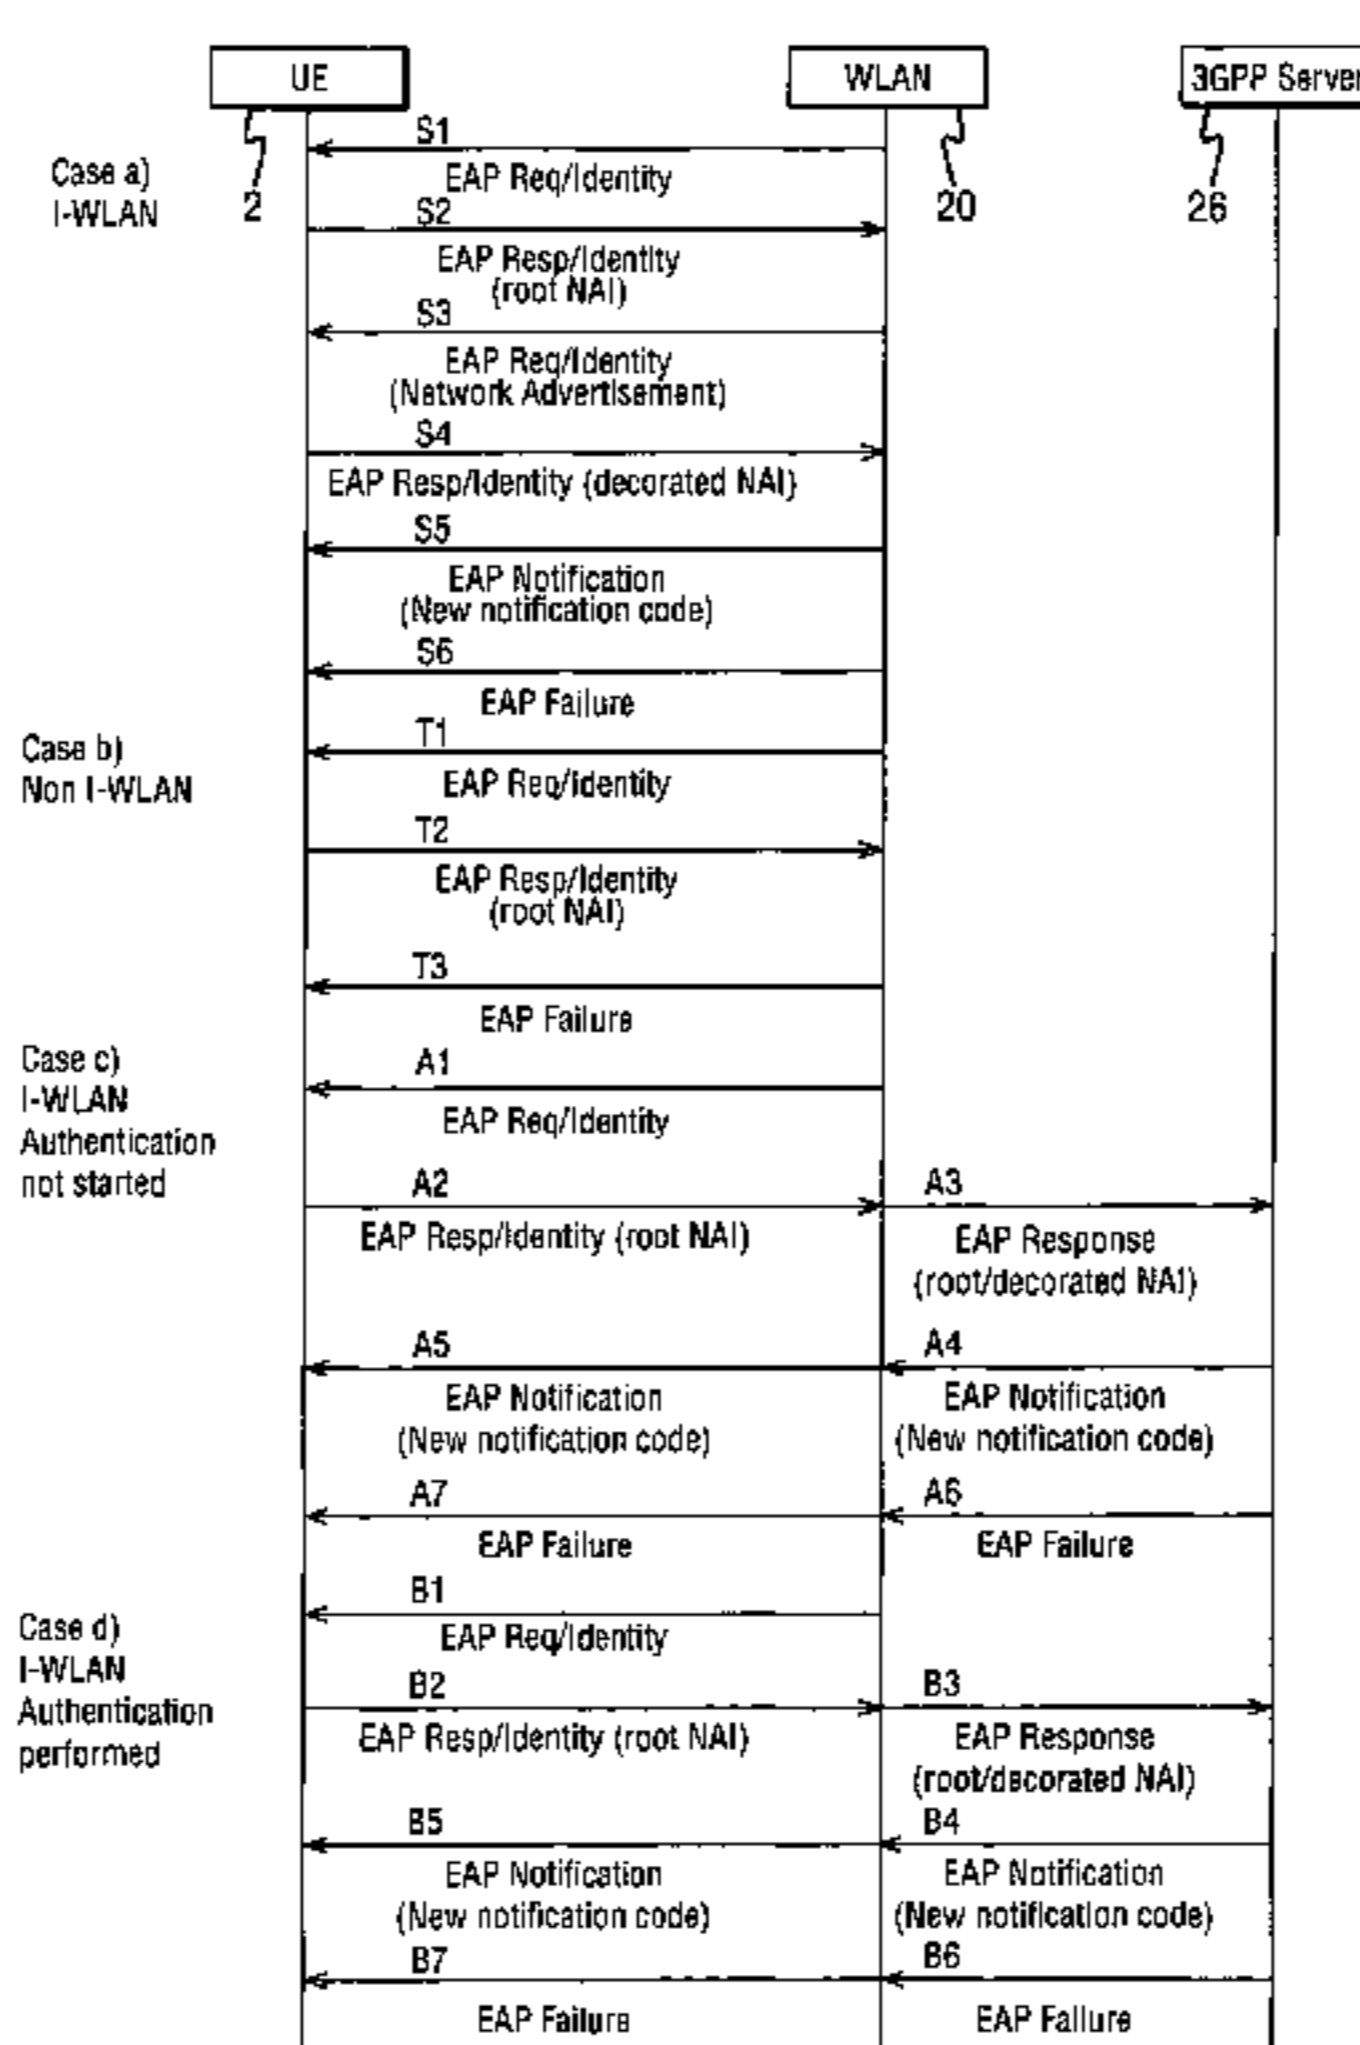 UE
WLAN
3GPP Server
2
20
26
Case a)
I-WLAN
S1
EAP Req/Identity
S2
EAP Resp/Identity
(root NAI)
S3
EAP Req/Identity
(Network Advertisement)
S4
EAP Resp/Identity (decorated NAI)
S5
EAP Notification
(New notification code)
S6
EAP Failure
Case b)
Non I-WLAN
T1
EAP Req/Identity
T2
EAP Resp/Identity
(root NAI)
T3
EAP Failure
Case c)
I-WLAN
Authentication
not started
A1
EAP Req/Identity
A2
EAP Resp/Identity (root NAI)
A3
EAP Response
(root/decorated NAI)
A5
EAP Notification
(New notification code)
A4
EAP Notification
(New notification code)
A7
EAP Failure
A6
EAP Failure
Case d)
I-WLAN
Authentication
performed
B1
EAP Req/Identity
B2
EAP Resp/Identity (root NAI)
B3
EAP Response
(root/decorated NAI)
B5
EAP Notification
(New notification code)
B4
EAP Notification
(New notification code)
B7
EAP Failure
B6
EAP Failure